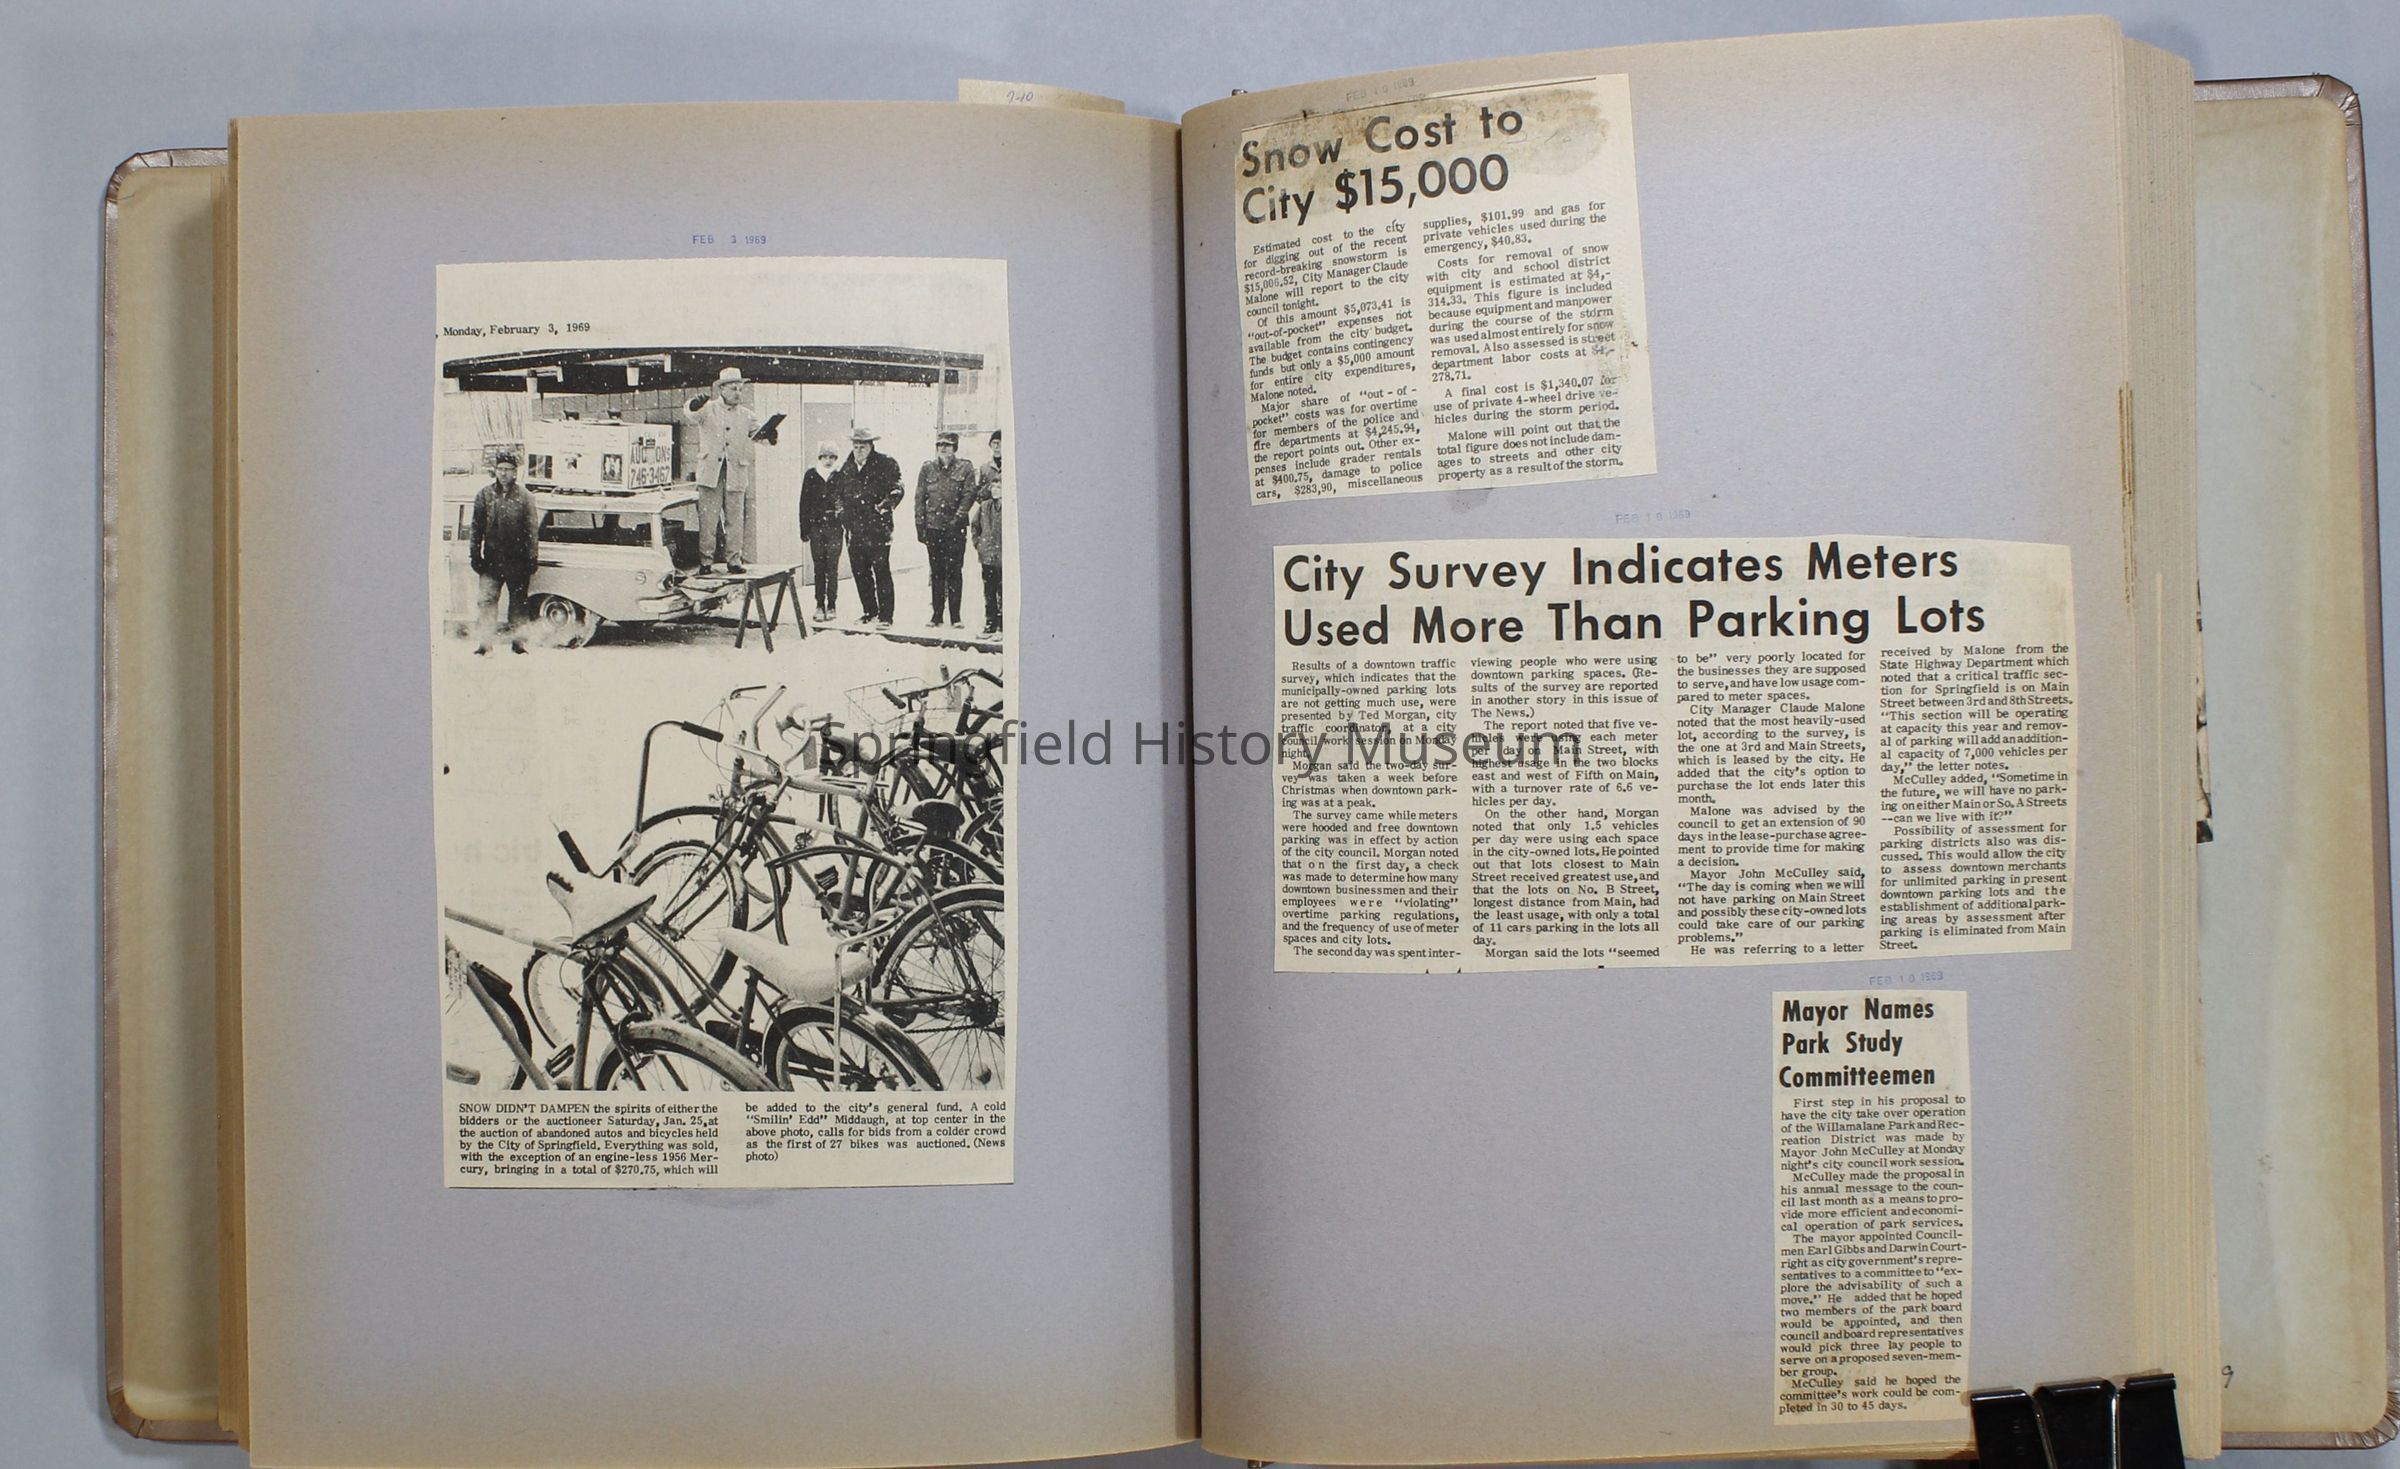 9-10
FEB 3 1969
, Monday, February 3, 1969
AUCTIONS
746-3467
SNOW DIDN'T DAMPEN the spirits of either the
bidders or the auctioneer Saturday, Jan. 25, at
the auction of abandoned autos and bicycles held
by the City of Springfield. Everything was sold,
with the exception of an engine-less 1956 Mer-
cury, bringing in a total of $270.75, which will
be added to the city's general fund. A cold
"Smilin' Edd" Middaugh, at top center in the
above photo, calls for bids from a colder crowd
as the first of 27 bikes was auctioned. (News
photo)
FEB 10 1969
Snow Cost to
City $15,000
Estimated cost to the city
for digging out of the recent
record-breaking snowstorm is
$15,006.52, City Manager Claude
Malone will report to the city
council tonight.
Of this amount $5,073.41 is
"out-of-pocket" expenses not
available from the city budget.
The budget contains contingency
funds but only a $5,000 amount
for entire city expenditures,
Malone noted.
Major share of "out - of -
pocket" costs was for overtime
for members of the police and
fire departments at $4,245.94,
the report points out. Other ex-
penses include grader rentals
at $400.75, damage to police
cars, $283,90, miscellaneous
supplies, $101.99 and gas for
private vehicles used during the
emergency, $40.83.
Costs for removal of snow
with city and school district
equipment is estimated at $4,-
314.33. This figure is included
because equipment and manpower
during the course of the storm
was used almost entirely for snow
removal. Also assessed is street
department labor costs at $4,-
278.71.
A final cost is $1,340.07 for
use of private 4-wheel drive ve-
hicles during the storm period.
Malone will point out that the
total figure does not include dam-
ages to streets and other city
property as a result of the storm.
FEB 10 1969
City Survey Indicates Meters
Used More Than Parking Lots
Results of a downtown traffic
survey, which indicates that the
municipally-owned parking lots
are not getting much use, were
presented by Ted Morgan, city
traffic coordinator, at a city
council work session on Monday
night.
Morgan said the two-day sur-
vey was taken a week before
Christmas when downtown park-
ing was at a peak.
The survey came while meters
were hooded and free downtown
parking was in effect by action
of the city council. Morgan noted
that on the first day, a check
was made to determine how many
downtown businessmen and their
employees were "violating"
overtime parking regulations,
and the frequency of use of meter
spaces and city lots.
The second day was spent inter-
viewing people who were using
downtown parking spaces. (Re-
sults of the survey are reported
in another story in this issue of
The News.)
The report noted that five ve-
hicles were using each meter
per day on Main Street, with
highest usage in the two blocks
east and west of Fifth on Main,
with a turnover rate of 6.6 ve-
hicles per day.
On the other hand, Morgan
noted that only 1.5 vehicles
per day were using each space
in the city-owned lots. He pointed
out that lots closest to Main
Street received greatest use, and
that the lots on No. B Street,
longest distance from Main, had
the least usage, with only a total
of 11 cars parking in the lots all
day.
Morgan said the lots "seemed
to be" very poorly located for
the businesses they are supposed
to serve, and have low usage com-
pared to meter spaces.
City Manager Claude Malone
noted that the most heavily-used
lot, according to the survey, is
the one at 3rd and Main Streets,
which is leased by the city. He
added that the city's option to
purchase the lot ends later this
month.
Malone was advised by the
council to get an extension of 90
days in the lease-purchase agree-
ment to provide time for making
a decision.
Mayor John McCulley said,
"The day is coming when we will
not have parking on Main Street
and possibly these city-owned lots
could take care of our parking
problems."
He was referring to a letter
received by Malone from the
State Highway Department which
noted that a critical traffic sec-
tion for Springfield is on Main
Street between 3rd and 8th Streets.
"This section will be operating
at capacity this year and remov-
al of parking will add an addition-
al capacity of 7,000 vehicles per
day," the letter notes.
McCulley added, "Sometime in
the future, we will have no park-
ing on either Main or So. A Streets
--can we live with it?"
Possibility of assessment for
parking districts also was dis-
cussed. This would allow the city
to assess downtown merchants
for unlimited parking in present
downtown parking lots and the
establishment of additional park-
ing areas by assessment after
parking is eliminated from Main
Street.
Springfield History Museum
FEB 10 1969
Mayor Names
Park Study
Committeemen
First step in his proposal to
have the city take over operation
of the Willamalane Park and Rec-
reation District was made by
Mayor John McCulley at Monday
night's city council work session.
McCulley made the proposal in
his annual message to the coun-
cil last month as a means to pro-
vide more efficient and economi-
cal operation of park services.
The mayor appointed Council-
men Earl Gibbs and Darwin Court-
right as city government's repre-
sentatives to a committee to "ex-
plore the advisability of such a
move." He added that he hoped
two members of the park board
would be appointed, and then
council and board representatives
would pick three lay people to
serve on a proposed seven-mem-
ber group.
McCulley said he hoped the
committee's work could be com-
pleted in 30 to 45 days.
9